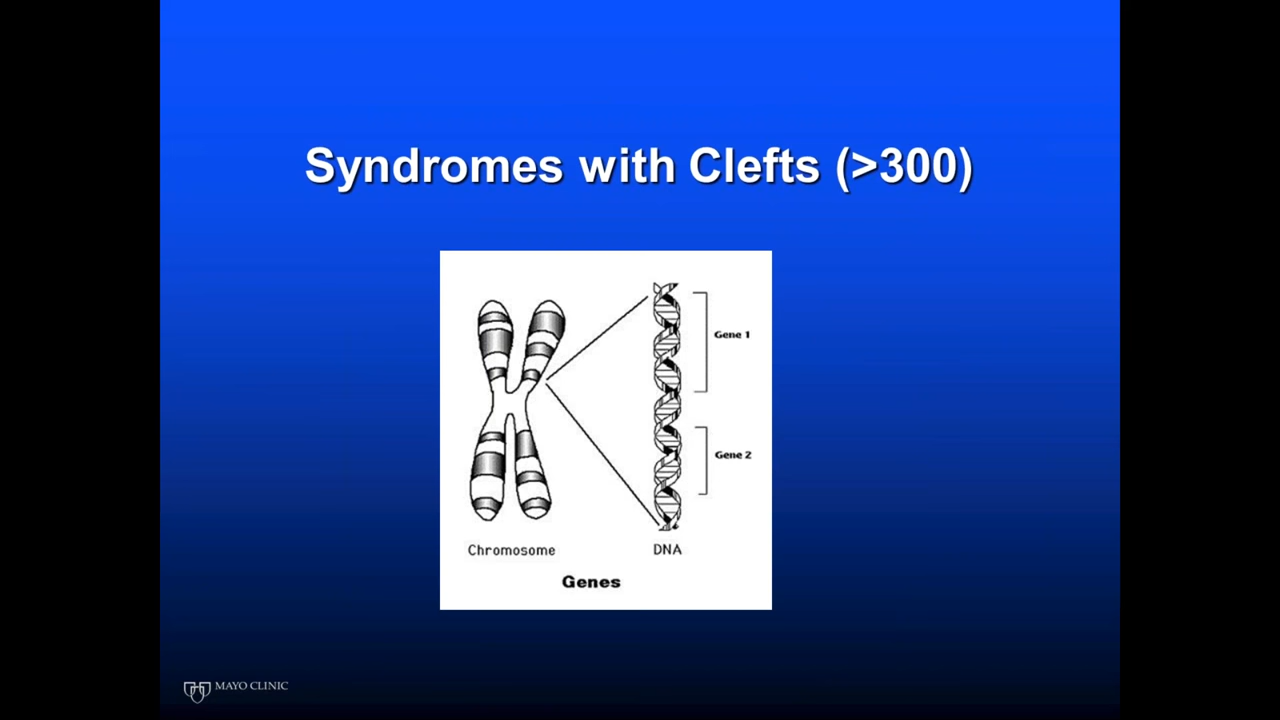 Syndromes with Clefts (>300)
Gene 1
Gene 2
Chromosome DNA
Genes
MAYO CLINIC